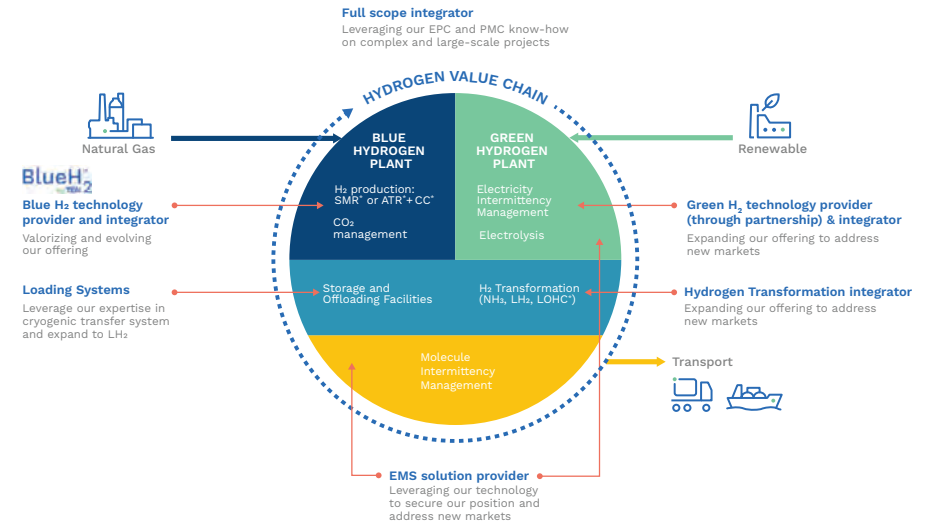 Full scope integrator
Leveraging our EPC and PMC know-how
on complex and large-scale projects
HYDROGEN VALUE CHAIN
Natural Gas
Renewable
BLUE
HYDROGEN
PLANT
H₂ production:
SMR* or ATR*+ CC*
CO₂
management
GREEN
HYDROGEN
PLANT
Electricity
Intermittency
Management
Electrolysis
BlueH₂
by T.EN
Blue H₂ technology
provider and integrator
Valorizing and evolving
our offering
Green H₂ technology provider
(through partnership) & integrator
Expanding our offering to address
new markets
Loading Systems
Leverage our expertise in
cryogenic transfer system
and expand to LH₂
Storage and
Offloading Facilities
H₂ Transformation
(NH₃, LH₂, LOHC*)
Hydrogen Transformation integrator
Expanding our offering to address
new markets
Molecule
Intermittency
Management
Transport
EMS solution provider
Leveraging our technology
to secure our position and
address new markets